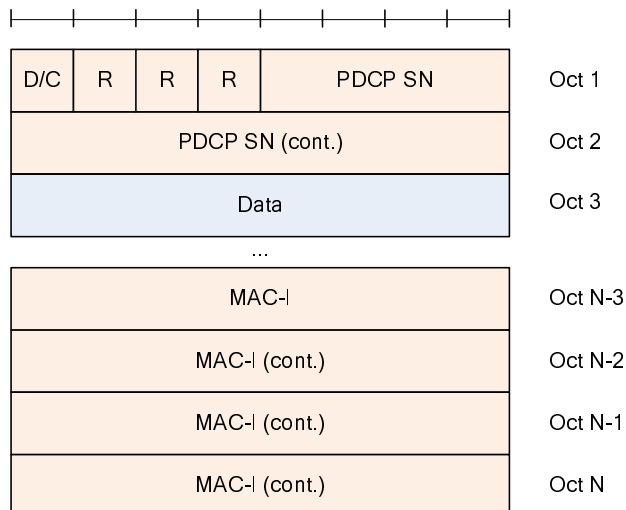 D/C R R R PDCP SN Oct 1
PDCP SN (cont.) Oct 2
Data Oct 3
...
MAC-I Oct N-3
MAC-I (cont.) Oct N-2
MAC-I (cont.) Oct N-1
MAC-I (cont.) Oct N